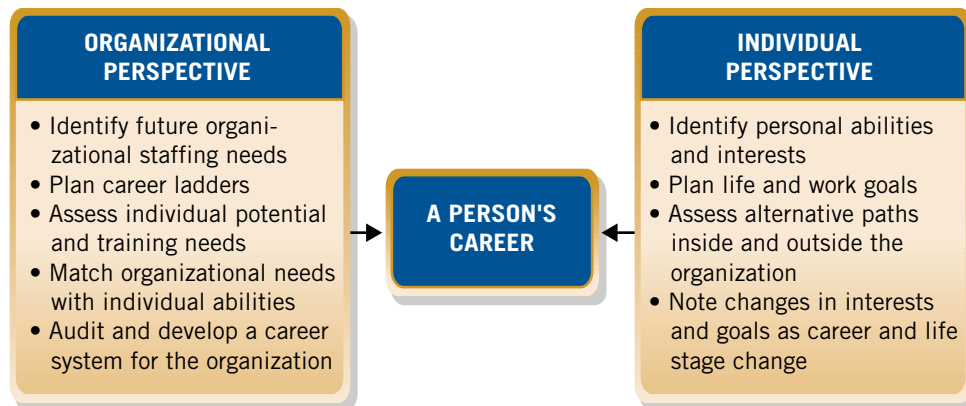 ORGANIZATIONAL
PERSPECTIVE
• Identify future organi-
zational staffing needs
• Plan career ladders
• Assess individual potential
and training needs
• Match organizational needs
with individual abilities
• Audit and develop a career
system for the organization
A PERSON'S
CAREER
INDIVIDUAL
PERSPECTIVE
• Identify personal abilities
and interests
• Plan life and work goals
• Assess alternative paths
inside and outside the
organization
• Note changes in interests
and goals as career and life
stage change